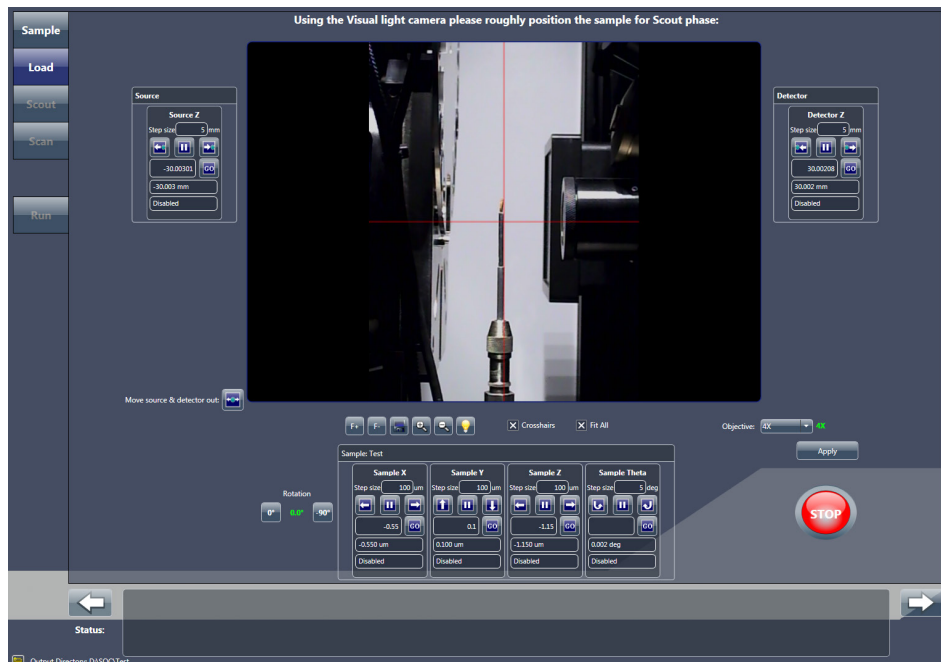 Using the Visual light camera please roughly position the sample for Scout phase:
Sample
Load
Scout
Scan
Run
Source
Source Z
Step size 5 mm
-30.00301 GO
-30.003 mm
Disabled
Detector
Detector Z
Step size 5 mm
30.00208 GO
30.002 mm
Disabled
Move source & detector out:
F+ F-
Crosshairs
Fit All
Objective: 4X 4X
Apply
Sample: Test
Sample X
Step size 100 um
-0.55 GO
-0.550 um
Disabled
Sample Y
Step size 100 um
0.1 GO
0.100 um
Disabled
Sample Z
Step size 100 um
-1.15 GO
-1.150 um
Disabled
Sample Theta
Step size 5 deg
GO
0.002 deg
Disabled
Rotation
0° 0.0° -90°
STOP
Status:
Output Directory: